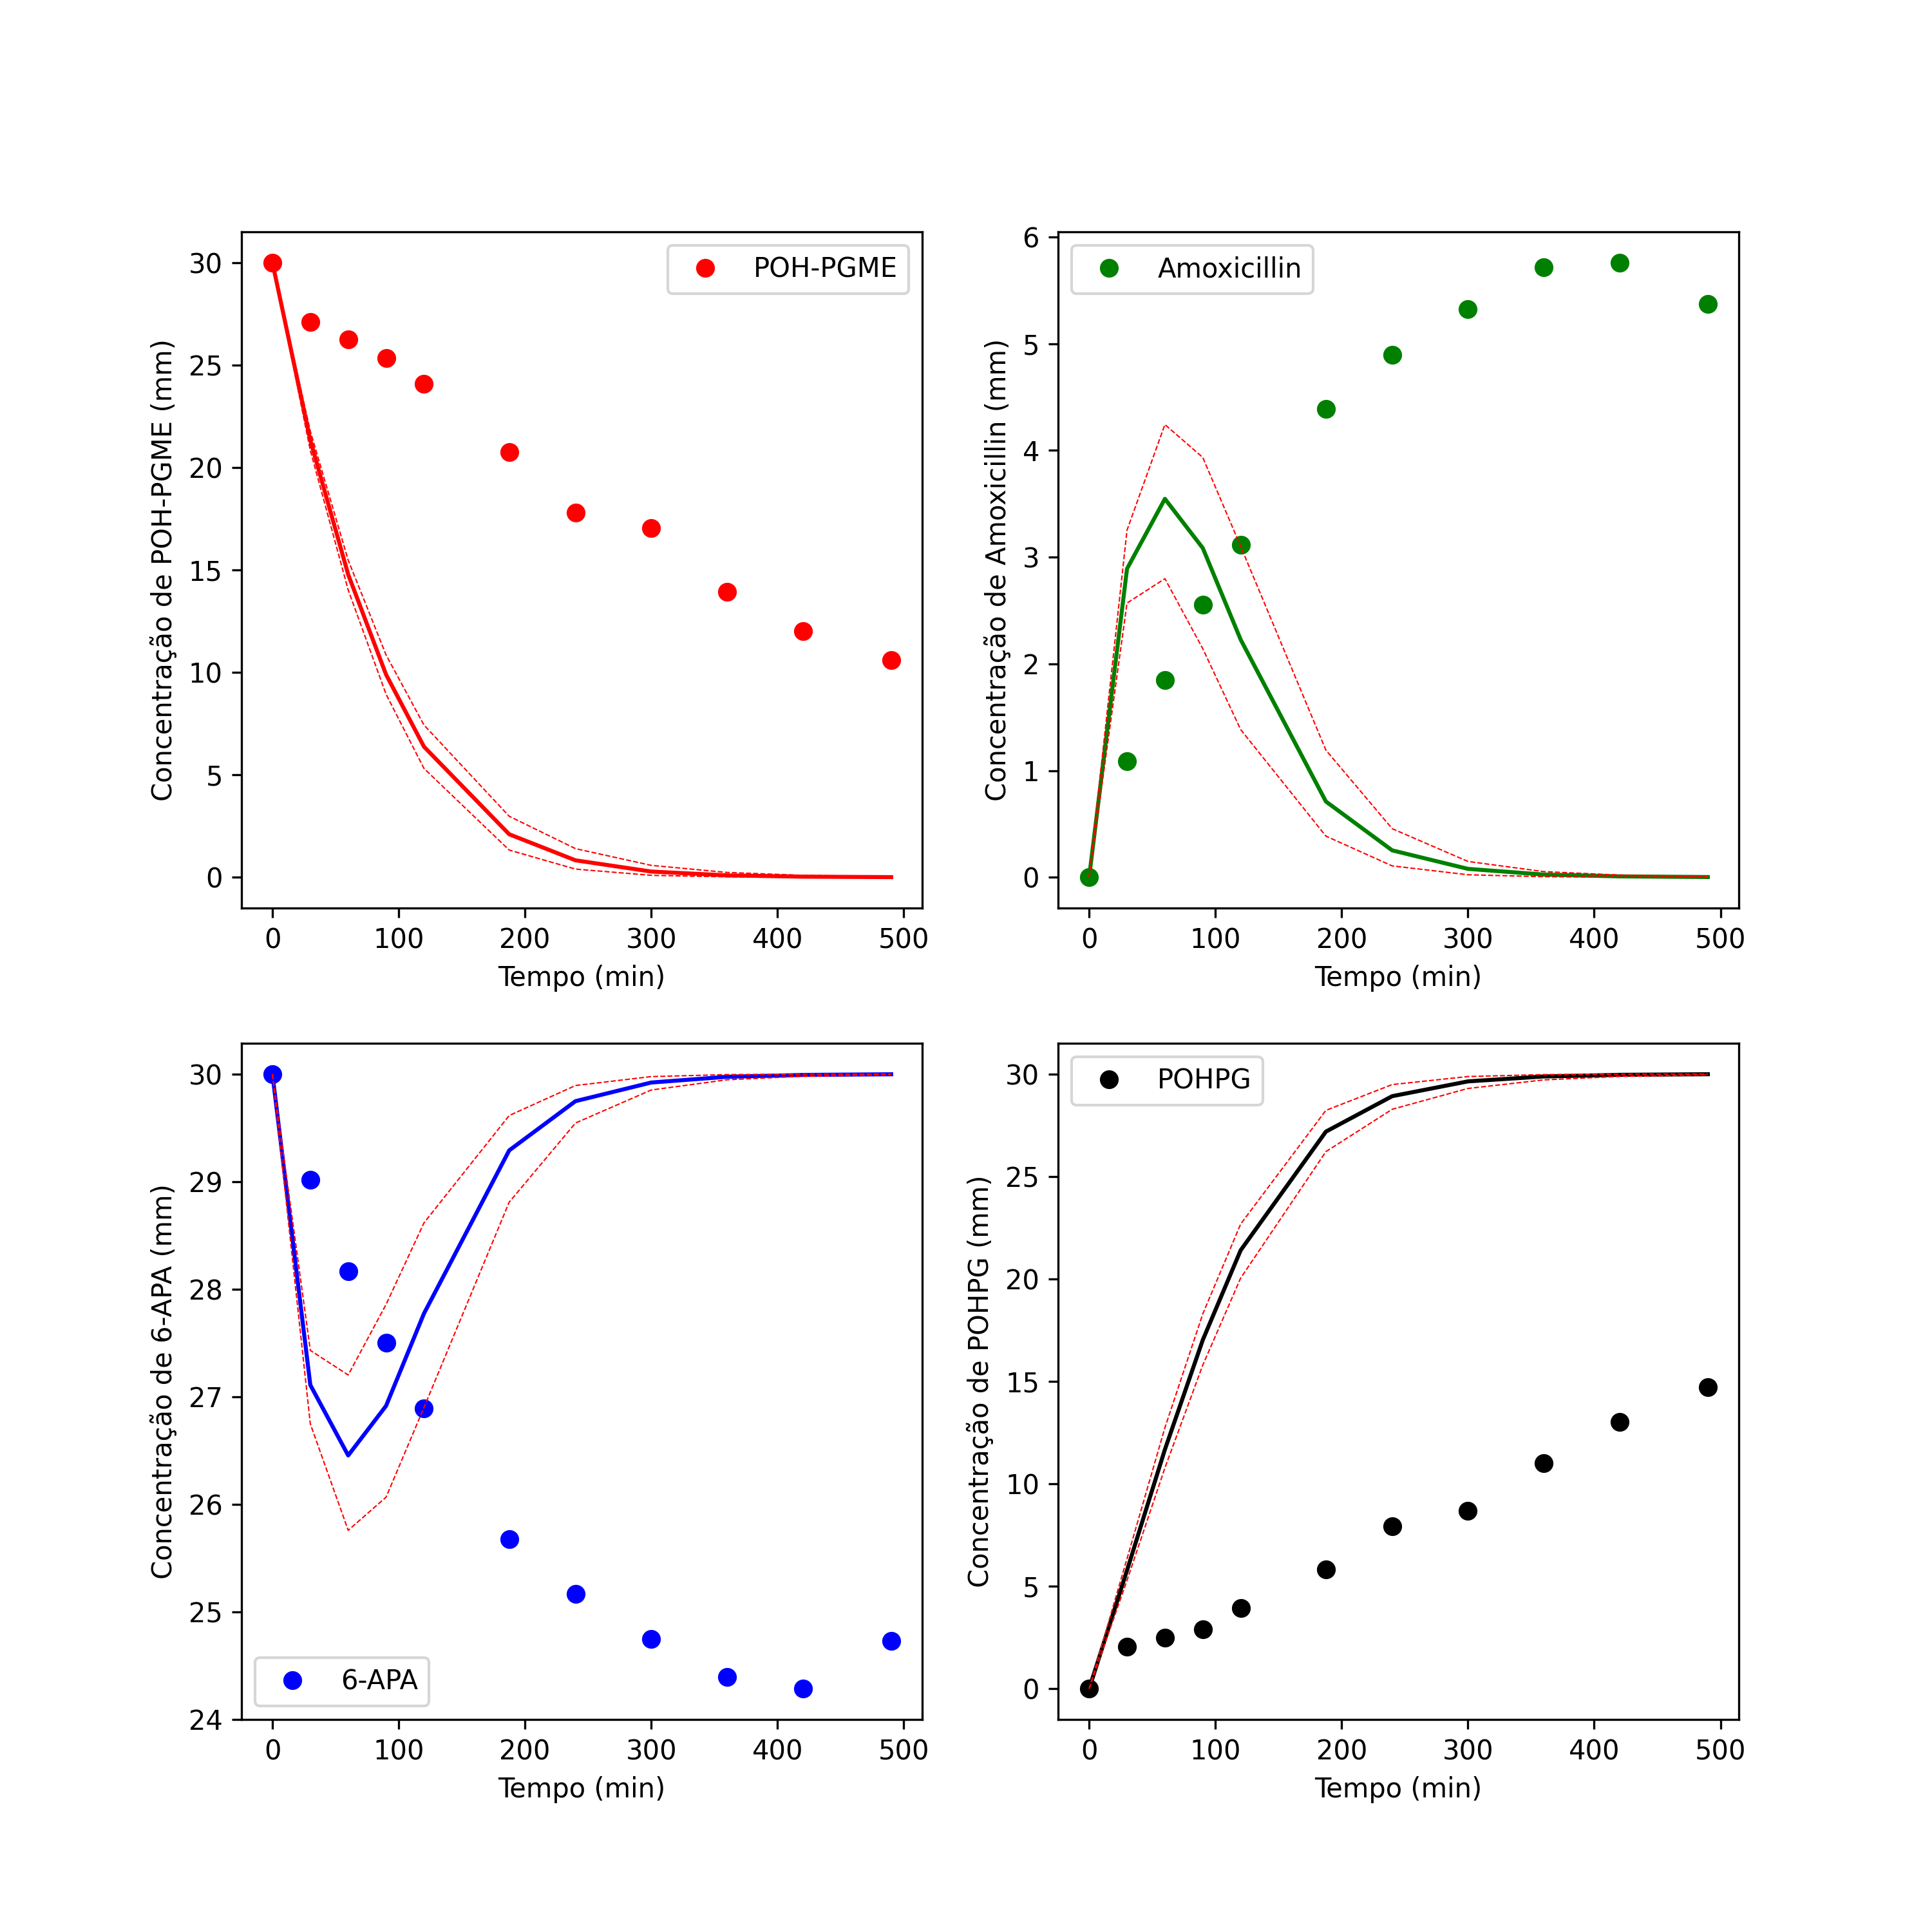 POH-PGME
Concentração de POH-PGME (mm)
30
25
20
15
10
5
0
0 100 200 300 400 500
Tempo (min)
Amoxicillin
Concentração de Amoxicillin (mm)
6
5
4
3
2
1
0
0 100 200 300 400 500
Tempo (min)
Concentração de 6-APA (mm)
30
29
28
27
26
25
24
6-APA
0 100 200 300 400 500
Tempo (min)
POHPG
Concentração de POHPG (mm)
30
25
20
15
10
5
0
0 100 200 300 400 500
Tempo (min)